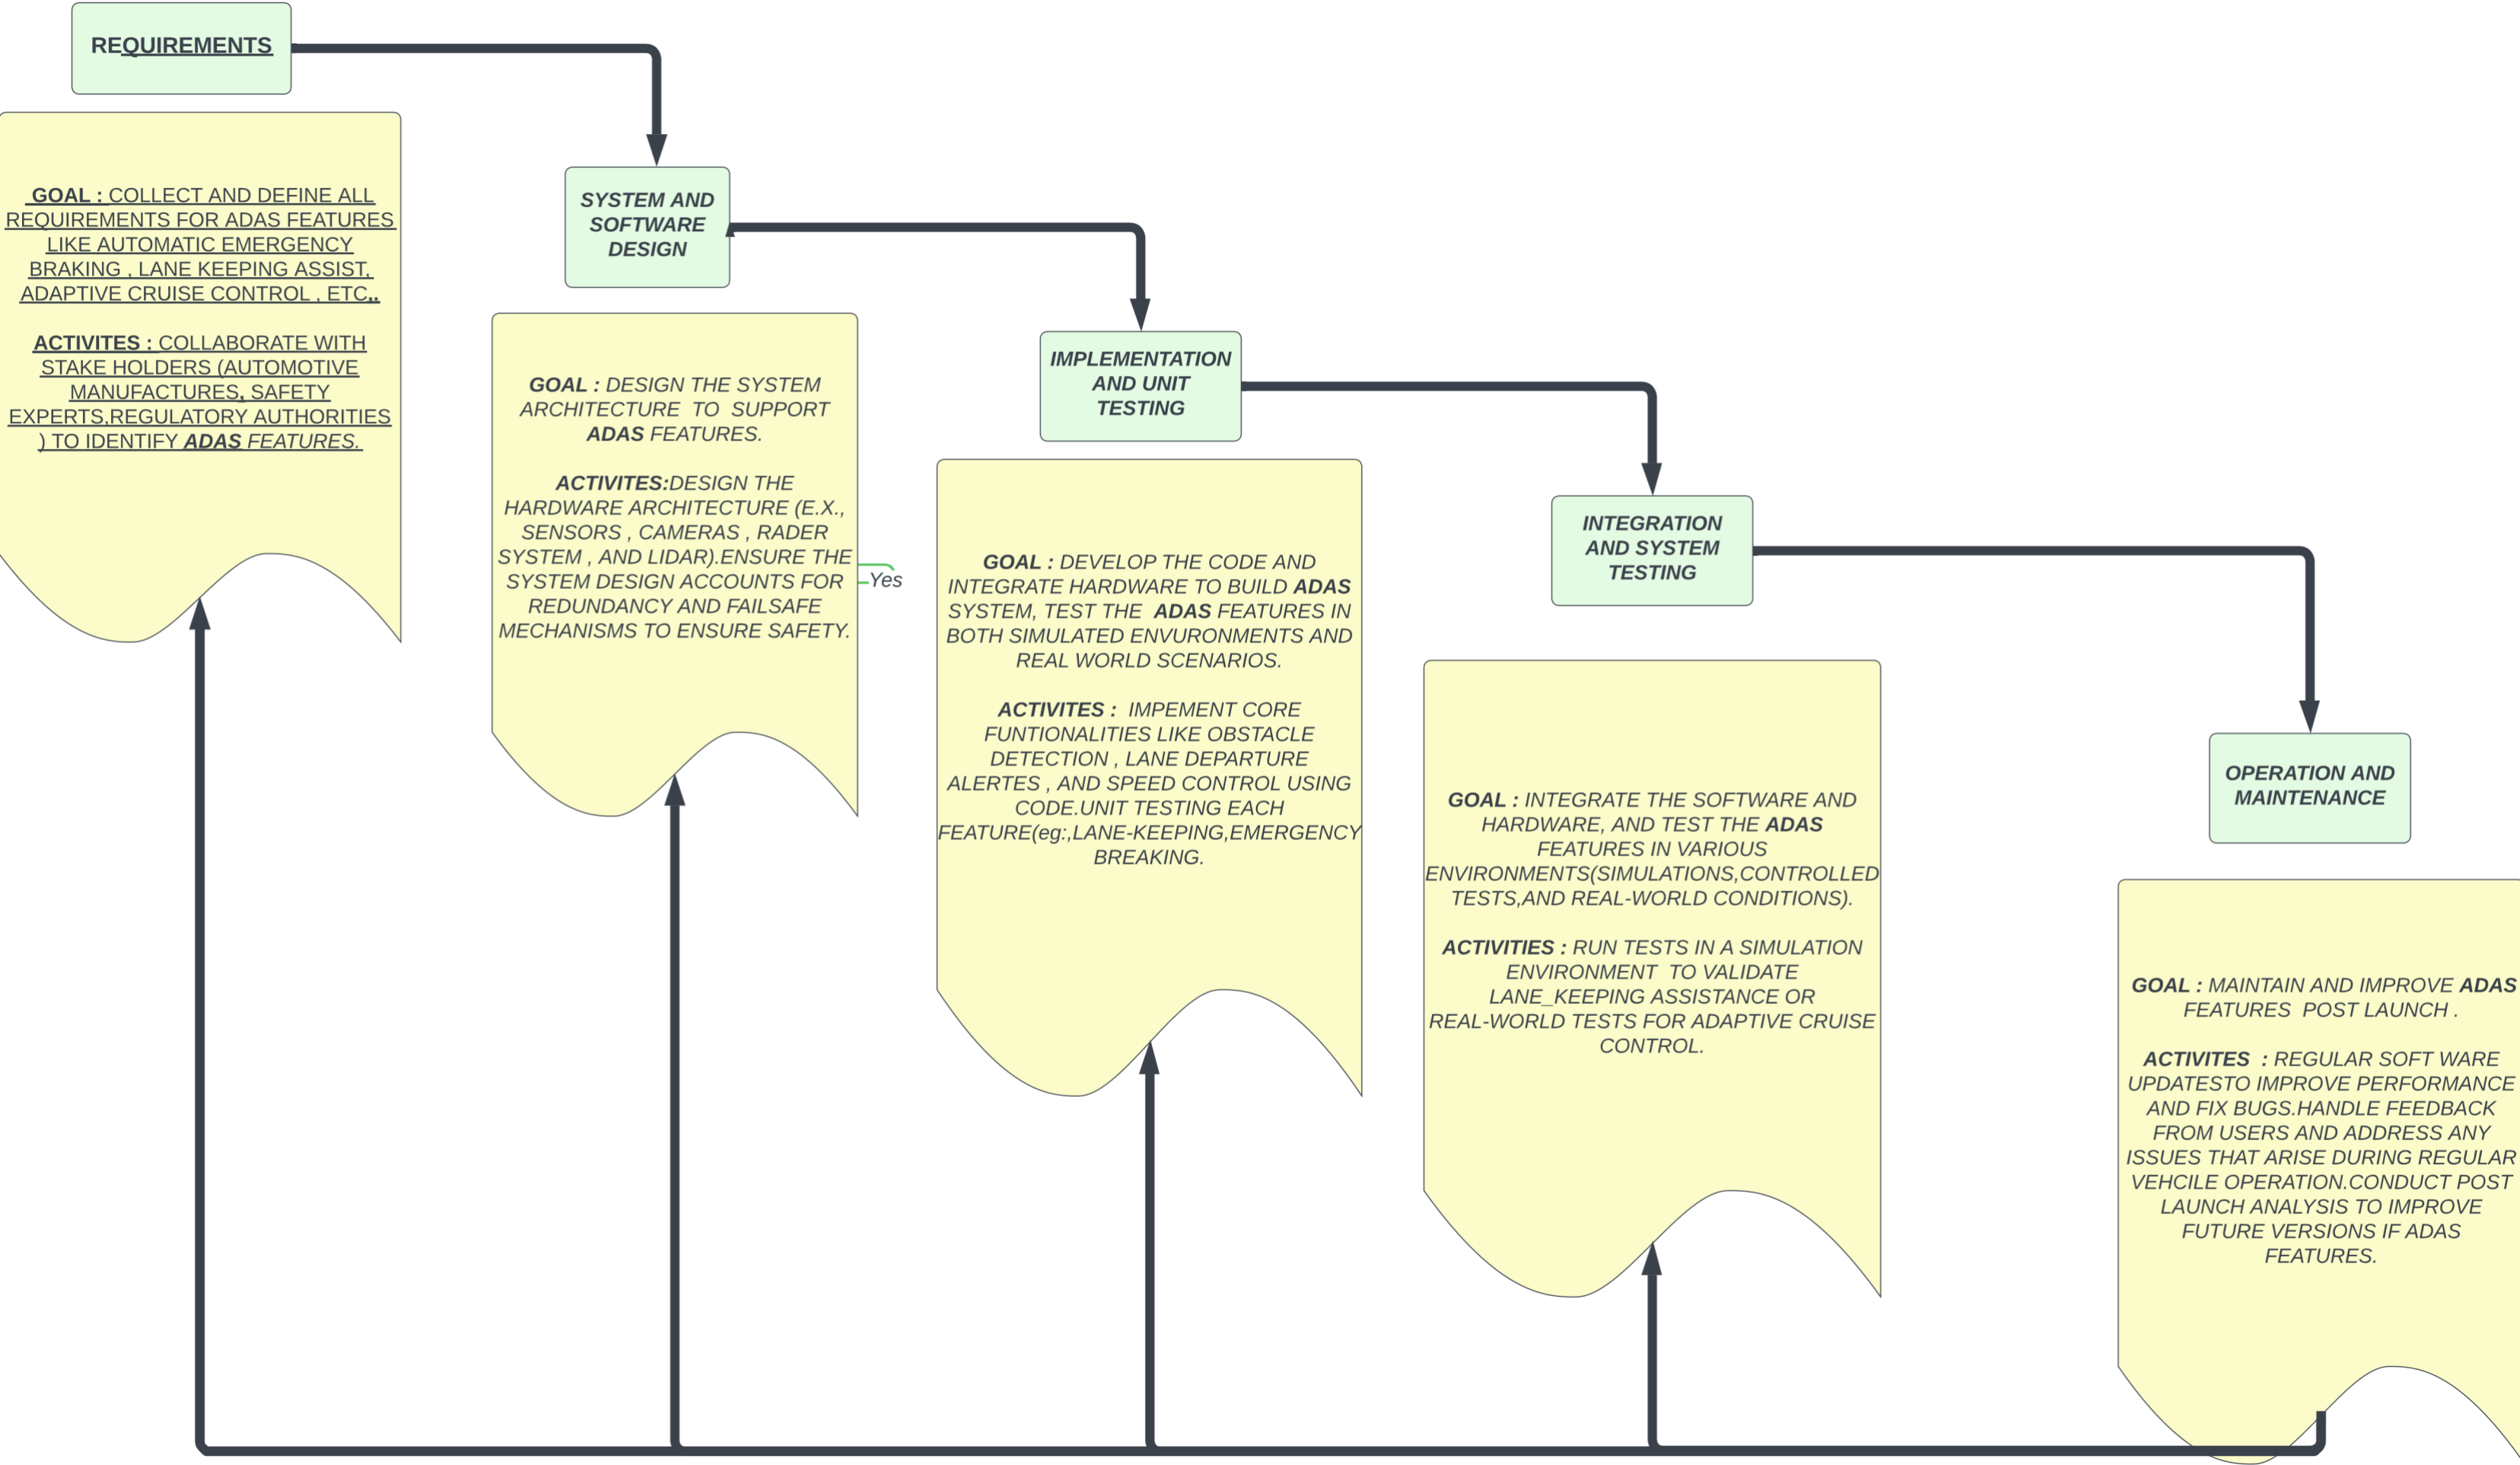 REQUIREMENTS
GOAL : COLLECT AND DEFINE ALL
REQUIREMENTS FOR ADAS FEATURES
LIKE AUTOMATIC EMERGENCY
BRAKING , LANE KEEPING ASSIST,
ADAPTIVE CRUISE CONTROL , ETC..
ACTIVITES : COLLABORATE WITH
STAKE HOLDERS (AUTOMOTIVE
MANUFACTURES, SAFETY
EXPERTS,REGULATORY AUTHORITIES
) TO IDENTIFY ADAS FEATURES.
SYSTEM AND
SOFTWARE
DESIGN
GOAL : DESIGN THE SYSTEM
ARCHITECTURE TO SUPPORT
ADAS FEATURES.
ACTIVITES:DESIGN THE
HARDWARE ARCHITECTURE (E.X.,
SENSORS , CAMERAS , RADER
SYSTEM , AND LIDAR).ENSURE THE
SYSTEM DESIGN ACCOUNTS FOR
REDUNDANCY AND FAILSAFE
MECHANISMS TO ENSURE SAFETY.
Yes
IMPLEMENTATION
AND UNIT
TESTING
GOAL : DEVELOP THE CODE AND
INTEGRATE HARDWARE TO BUILD ADAS
SYSTEM, TEST THE ADAS FEATURES IN
BOTH SIMULATED ENVURONMENTS AND
REAL WORLD SCENARIOS.
ACTIVITES : IMPEMENT CORE
FUNTIONALITIES LIKE OBSTACLE
DETECTION , LANE DEPARTURE
ALERTES , AND SPEED CONTROL USING
CODE.UNIT TESTING EACH
FEATURE(eg:,LANE-KEEPING,EMERGENCY
BREAKING.
INTEGRATION
AND SYSTEM
TESTING
GOAL : INTEGRATE THE SOFTWARE AND
HARDWARE, AND TEST THE ADAS
FEATURES IN VARIOUS
ENVIRONMENTS(SIMULATIONS,CONTROLLED
TESTS,AND REAL-WORLD CONDITIONS).
ACTIVITIES : RUN TESTS IN A SIMULATION
ENVIRONMENT TO VALIDATE
LANE_KEEPING ASSISTANCE OR
REAL-WORLD TESTS FOR ADAPTIVE CRUISE
CONTROL.
OPERATION AND
MAINTENANCE
GOAL : MAINTAIN AND IMPROVE ADAS
FEATURES POST LAUNCH .
ACTIVITES : REGULAR SOFT WARE
UPDATESTO IMPROVE PERFORMANCE
AND FIX BUGS.HANDLE FEEDBACK
FROM USERS AND ADDRESS ANY
ISSUES THAT ARISE DURING REGULAR
VEHCILE OPERATION.CONDUCT POST
LAUNCH ANALYSIS TO IMPROVE
FUTURE VERSIONS IF ADAS
FEATURES.